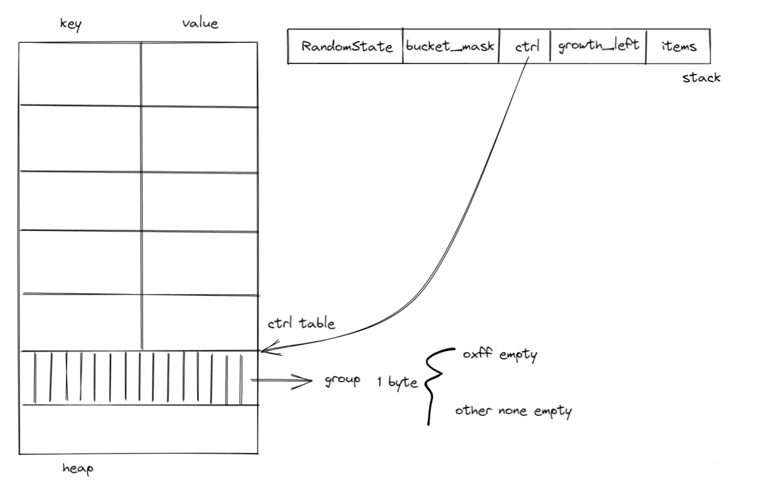 key value
RandomState bucket_mask ctrl growth_left items
stack
ctrl table
group 1 byte
oxff empty
other none empty
heap